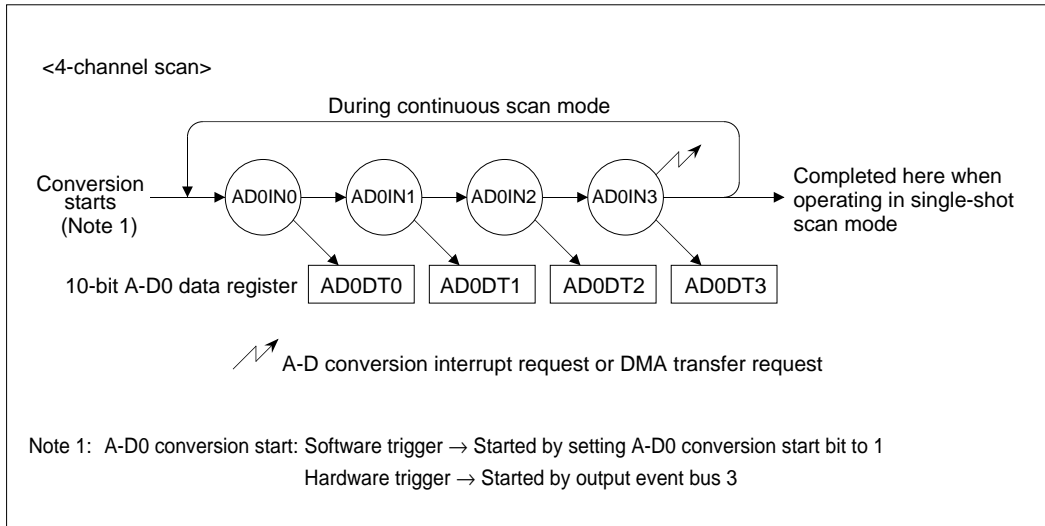 <4-channel scan>
During continuous scan mode
Conversion
starts
(Note 1)
AD0IN0
AD0IN1
AD0IN2
AD0IN3
Completed here when
operating in single-shot
scan mode
10-bit A-D0 data register
AD0DT0
AD0DT1
AD0DT2
AD0DT3
A-D conversion interrupt request or DMA transfer request
Note 1: A-D0 conversion start: Software trigger → Started by setting A-D0 conversion start bit to 1
Hardware trigger → Started by output event bus 3